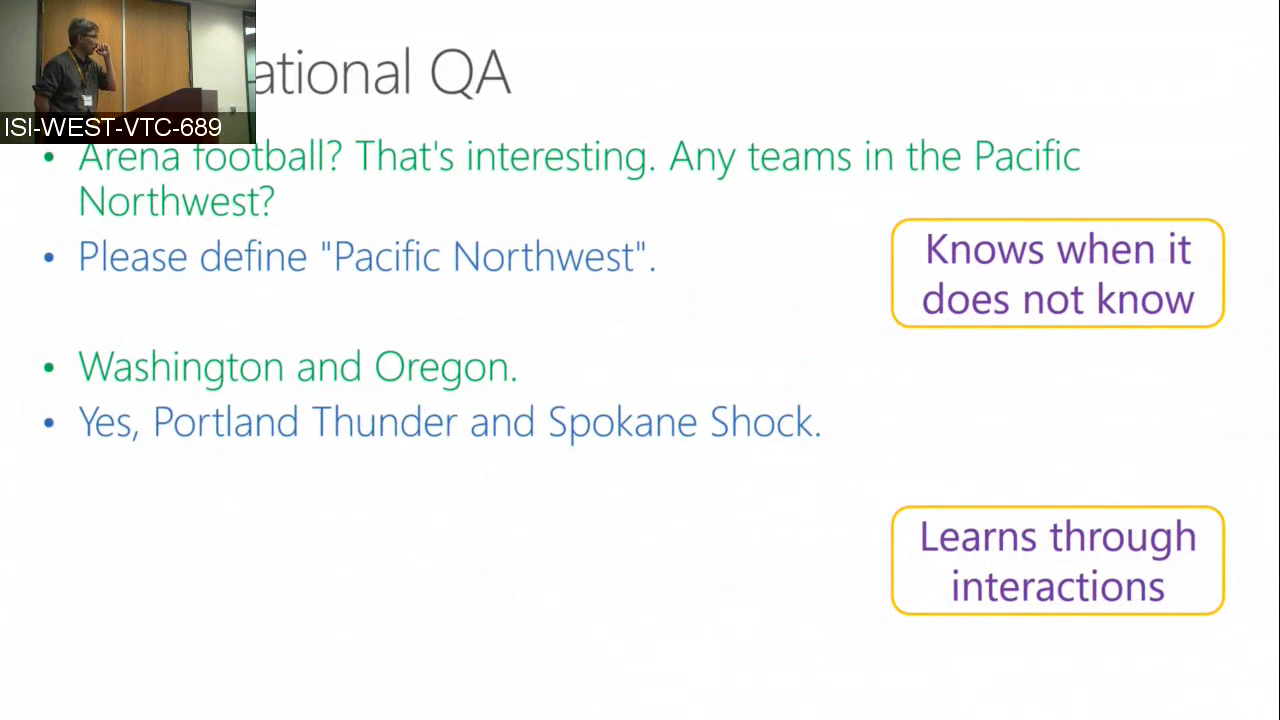 ational QA
ISI-WEST-VTC-689
• Arena football? That's interesting. Any teams in the Pacific
Northwest?
• Please define "Pacific Northwest".
Knows when it
does not know
• Washington and Oregon.
• Yes, Portland Thunder and Spokane Shock.
Learns through
interactions